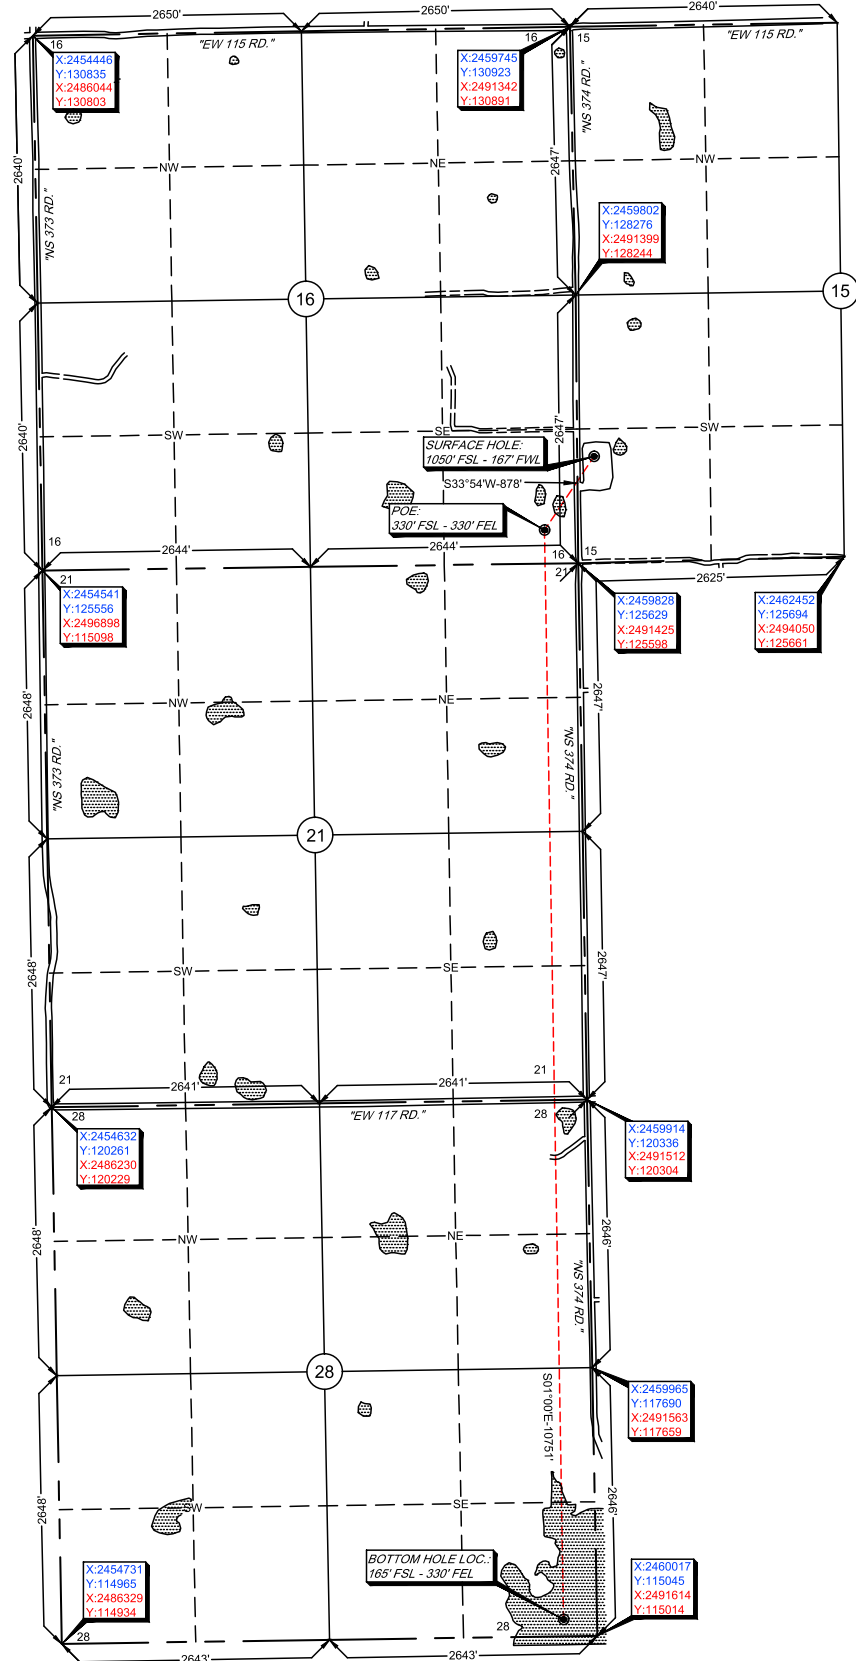 2650'
2650'
2640'
16
"EW 115 RD."
16
15
"EW 115 RD."
X:2454446
Y:130835
X:2486044
Y:130803
X:2459745
Y:130923
X:2491342
Y:130891
"NS 374 RD."
2640'
NW
NE
2647'
NW
"NS 373 RD."
X:2459802
Y:128276
X:2491399
Y:128244
16
15
2640'
SW
SE
2647'
SW
SURFACE HOLE:
1050' FSL - 167' FWL
S33°54'W-878'
POE:
330' FSL - 330' FEL
16
2644'
2644'
16
15
21
21
2625'
X:2454541
Y:125556
X:2496898
Y:115098
X:2459828
Y:125629
X:2491425
Y:125598
X:2462452
Y:125694
X:2494050
Y:125661
2648'
NW
NE
2647'
"NS 373 RD."
"NS 374 RD."
21
2648'
SW
SE
2647'
21
2641'
2641'
21
28
"EW 117 RD."
28
X:2454632
Y:120261
X:2486230
Y:120229
X:2459914
Y:120336
X:2491512
Y:120304
2648'
NW
NE
2646'
"NS 374 RD."
28
S01°00'E-10751'
X:2459965
Y:117690
X:2491563
Y:117659
2648'
SW
SE
2646'
BOTTOM HOLE LOC.:
165' FSL - 330' FEL
X:2454731
Y:114965
X:2486329
Y:114934
X:2460017
Y:115045
X:2491614
Y:115014
28
28
2643'
2643'